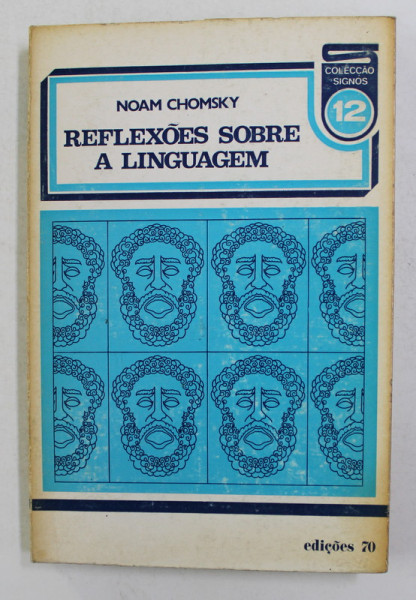 COLECÇÃO
SIGNOS
12
NOAM CHOMSKY
REFLEXÕES SOBRE
A LINGUAGEM
edições 70